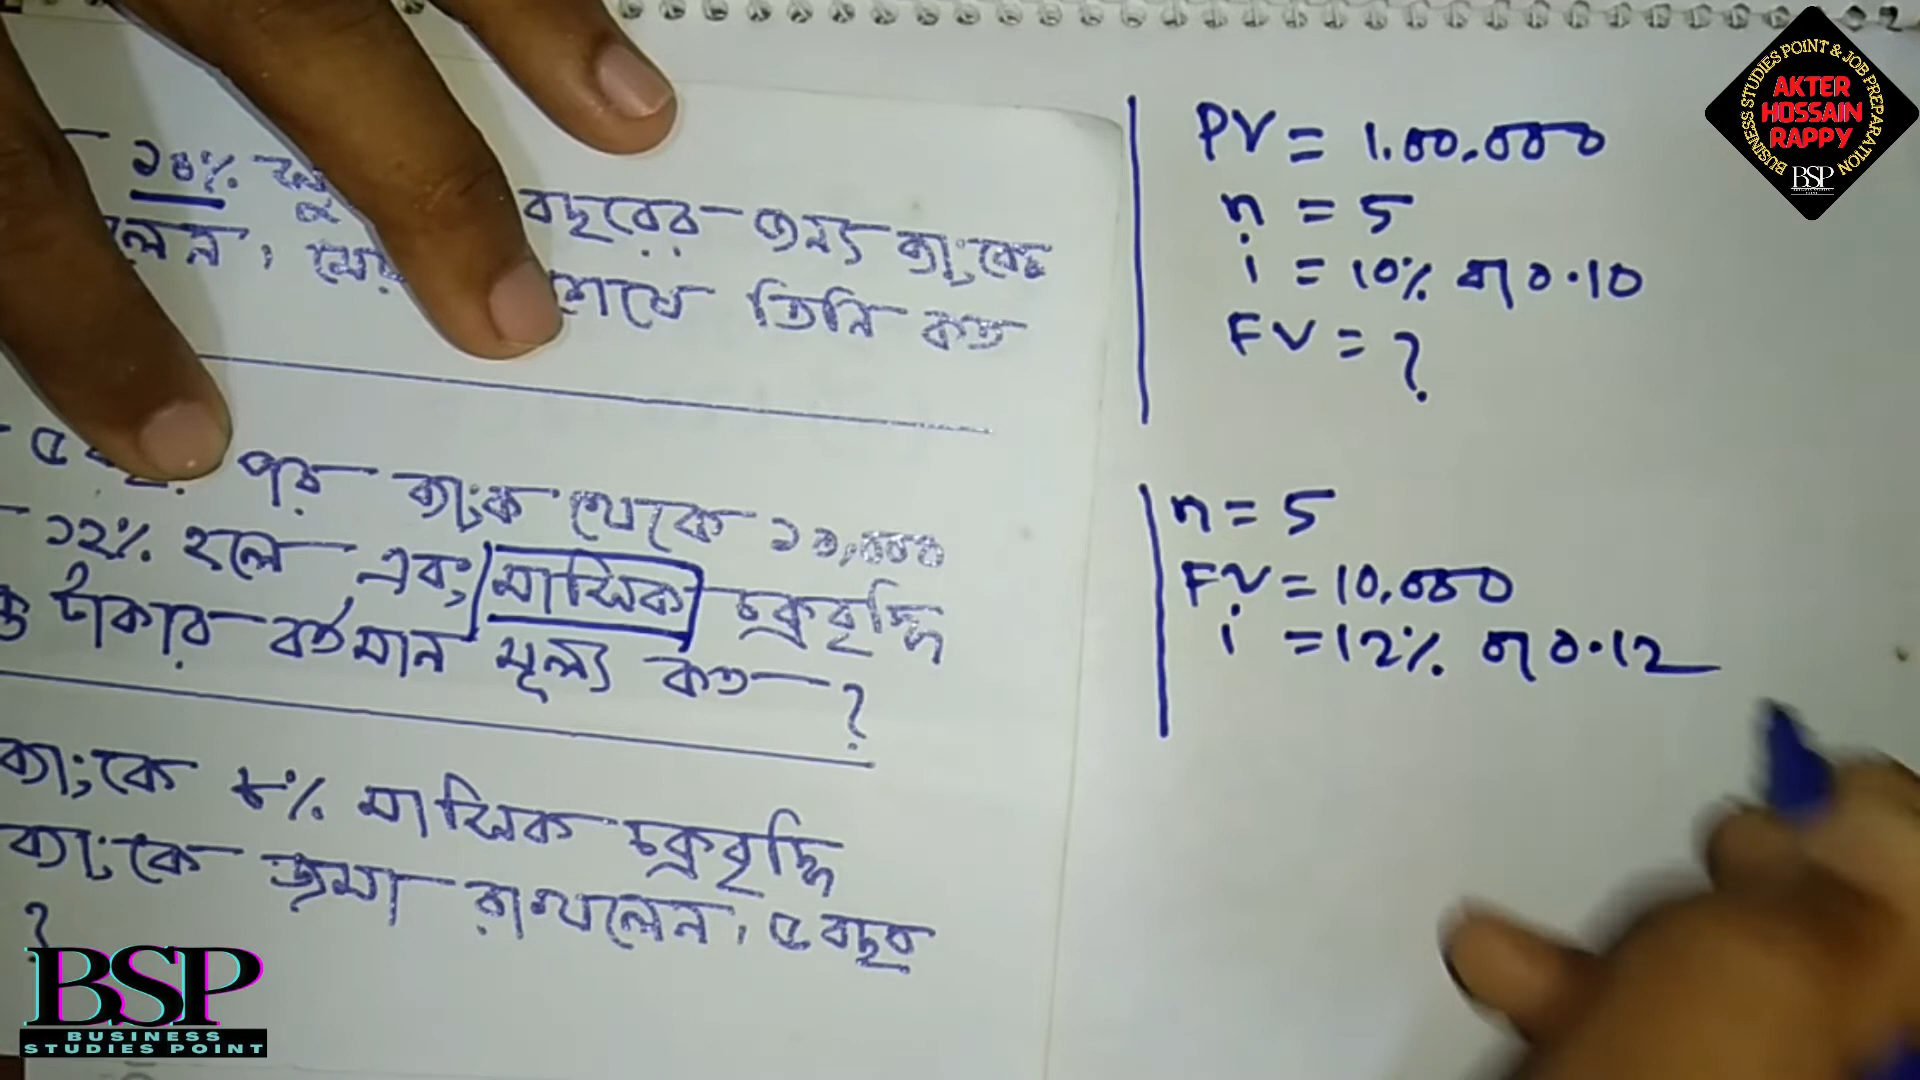 ১০%
বছরের জন্য ব্যাংকে
শেষে তিনি কত
পর ব্যাংক থেকে ১০,০০০
১২% হলে এবং মাসিক চক্রবৃদ্ধি
টাকার বর্তমান মূল্য কত ?
ব্যাংকে ৮% মাসিক চক্রবৃদ্ধি
ব্যাংকে জমা রাখলেন। ৫ বছর
?
PV = 1,00,000
n = 5
i = 10% বা 0.10
FV = ?
n = 5
FV = 10,000
i = 12% বা 0.12
BUSINESS STUDIES POINT & JOB PREPARATION
AKTER
HOSSAIN
RAPPY
BSP
BSP
BUSINESS
STUDIES POINT